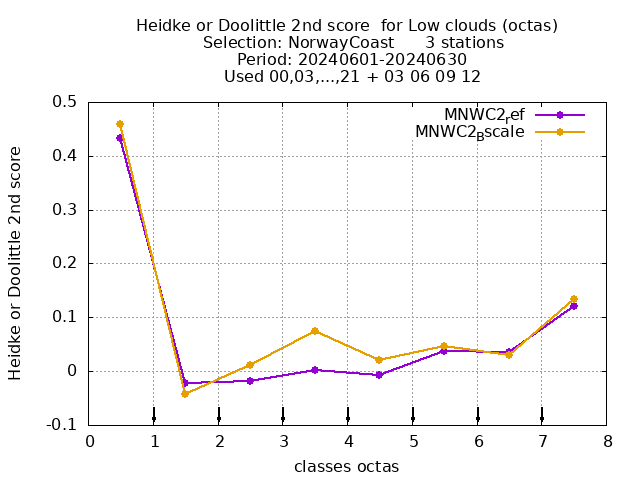 Heidke or Doolittle 2nd score  for Low clouds (octas)
Selection: NorwayCoast      3 stations
Period: 20240601-20240630
Used 00,03,...,21 + 03 06 09 12
MNWC2ref
MNWC2Bscale
Heidke or Doolittle 2nd score
0.5
0.4
0.3
0.2
0.1
0
-0.1
0 1 2 3 4 5 6 7 8
classes octas